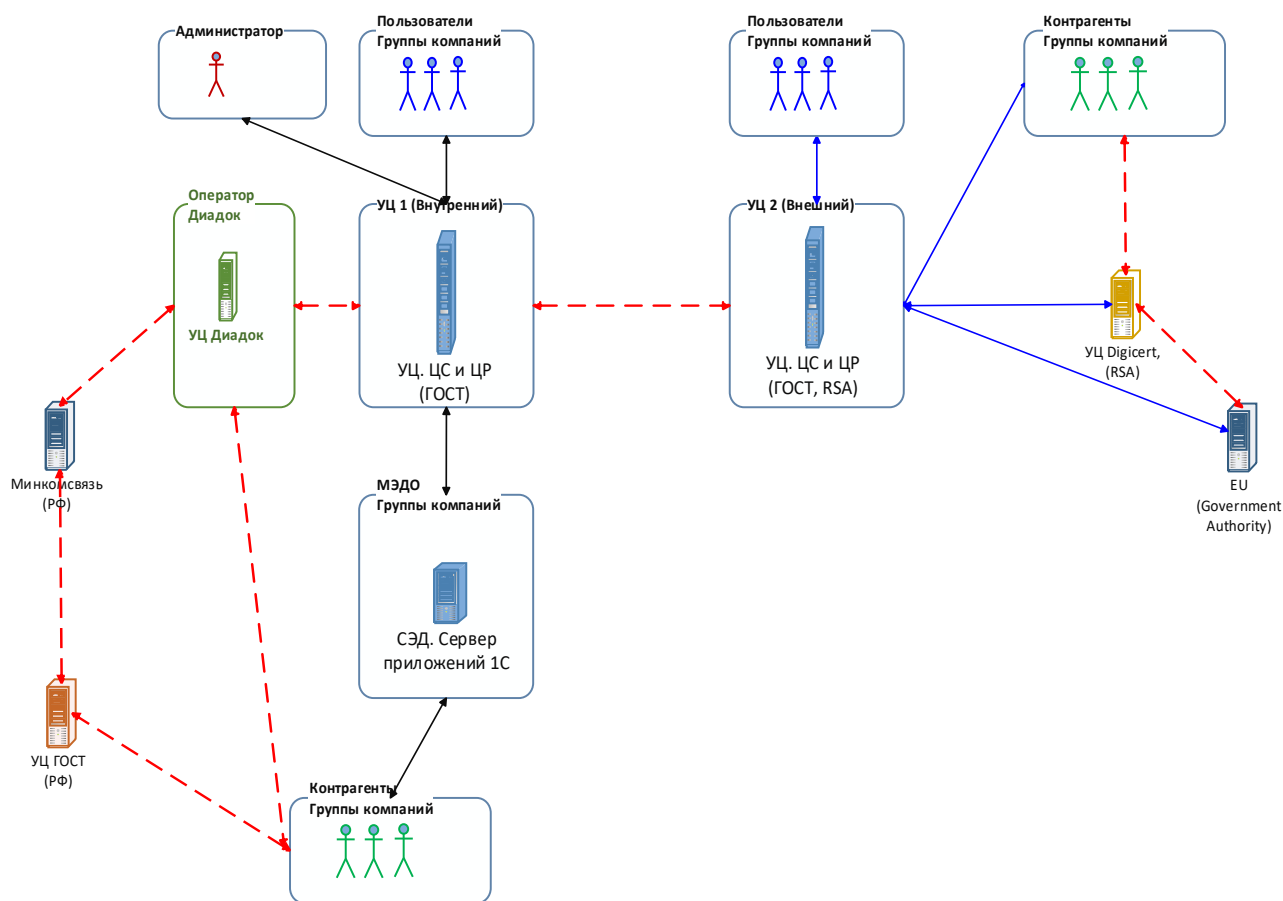 Администратор
Пользователи
Группы компаний
Пользователи
Группы компаний
Контрагенты
Группы компаний
Оператор
Диадок
УЦ Диадок
УЦ 1 (Внутренний)
УЦ. ЦС и ЦР
(ГОСТ)
УЦ 2 (Внешний)
УЦ. ЦС и ЦР
(ГОСТ, RSA)
УЦ Digicert,
(RSA)
Минкомсвязь
(РФ)
EU
(Government
Authority)
МЭДО
Группы компаний
СЭД. Сервер
приложений 1С
УЦ ГОСТ
(РФ)
Контрагенты
Группы компаний